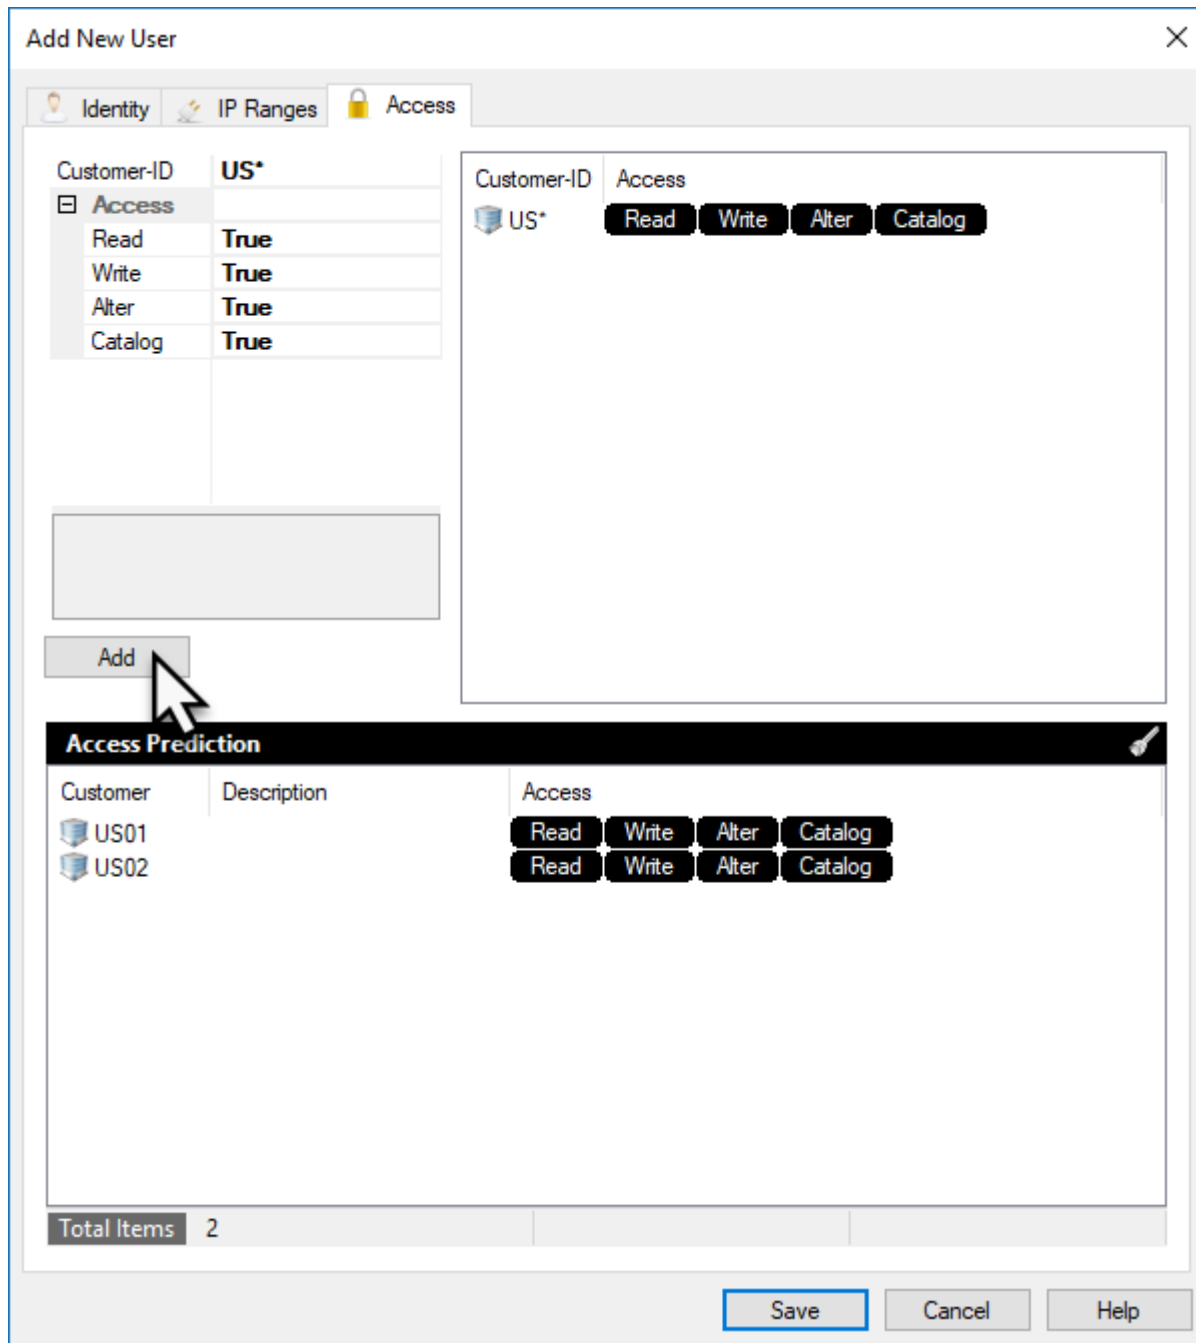 Add New User
Identity IP Ranges Access
Customer-ID US*
Access
Read True
Write True
Alter True
Catalog True
Add
Customer-ID Access
US* Read Write Alter Catalog
Access Prediction
Customer Description Access
US01 Read Write Alter Catalog
US02 Read Write Alter Catalog
Total Items 2
Save Cancel Help